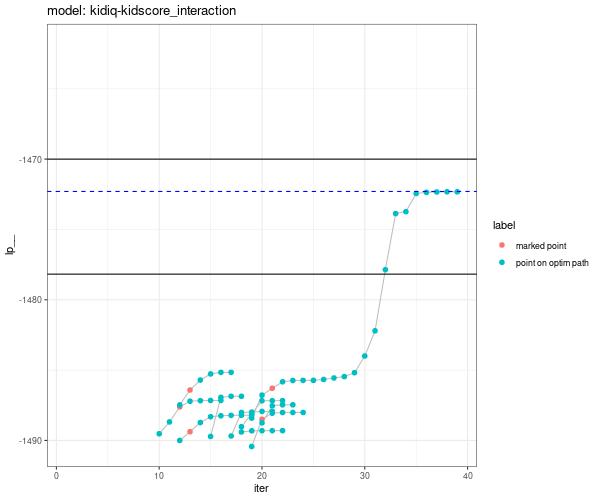 model: kidiq-kidscore_interaction
-1470
-1480
-1490
lp__
0
10
20
30
40
iter
label
marked point
point on optim path